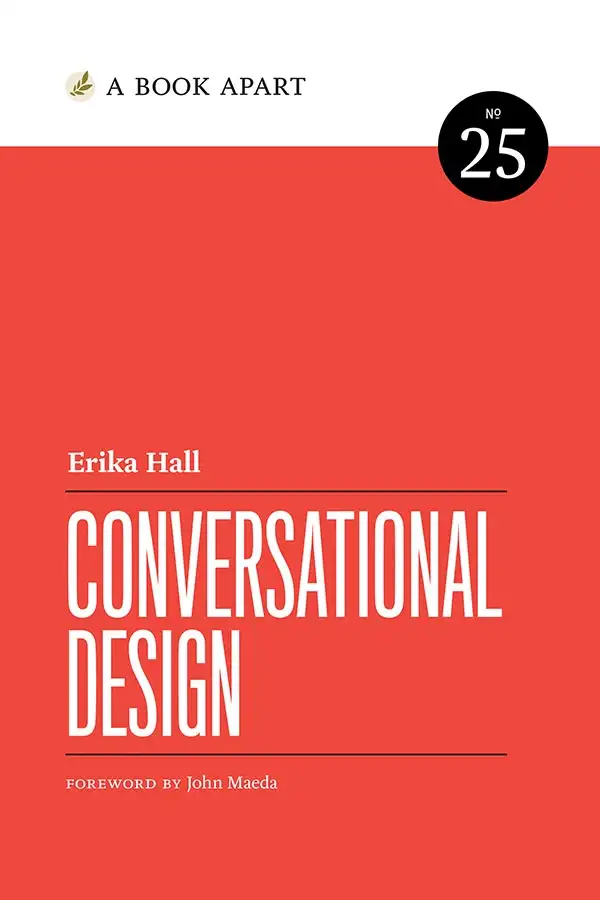 A BOOK APART
Nº
25
Erika Hall
CONVERSATIONAL
DESIGN
FOREWORD BY John Maeda